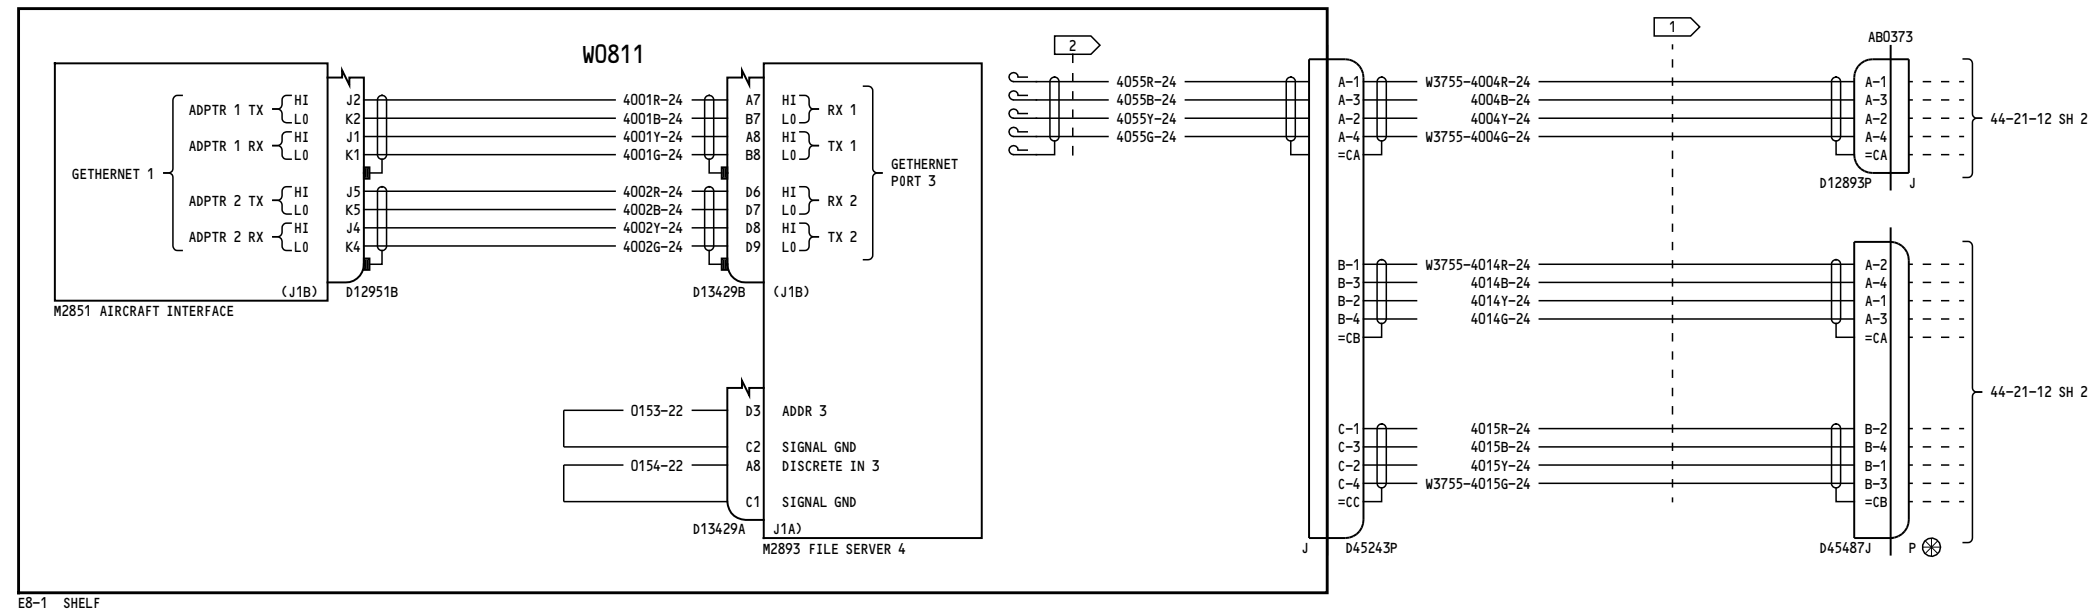 W0811
1
2
AB0373
GETHERNET 1
ADPTR 1 TX HI J2 4001R-24 A7 HI RX 1
LO K2 4001B-24 B7 LO
ADPTR 1 RX HI J1 4001Y-24 A8 HI TX 1
LO K1 4001G-24 B8 LO
GETHERNET
PORT 3
ADPTR 2 TX HI J5 4002R-24 D6 HI RX 2
LO K5 4002B-24 D7 LO
ADPTR 2 RX HI J4 4002Y-24 D8 HI TX 2
LO K4 4002G-24 D9 LO
(J1B) D12951B D13429B (J1B)
M2851 AIRCRAFT INTERFACE
0153-22 D3 ADDR 3
C2 SIGNAL GND
0154-22 A8 DISCRETE IN 3
C1 SIGNAL GND
D13429A J1A)
M2893 FILE SERVER 4
4055R-24 A-1 W3755-4004R-24 A-1
4055B-24 A-3 4004B-24 A-3
4055Y-24 A-2 4004Y-24 A-2
4055G-24 A-4 W3755-4004G-24 A-4
=CA =CA
44-21-12 SH 2
D12893P J
B-1 W3755-4014R-24 A-2
B-3 4014B-24 A-4
B-2 4014Y-24 A-1
B-4 4014G-24 A-3
=CB =CA
44-21-12 SH 2
C-1 4015R-24 B-2
C-3 4015B-24 B-4
C-2 4015Y-24 B-1
C-4 W3755-4015G-24 B-3
=CC =CB
J D45243P D45487J P
E8-1 SHELF